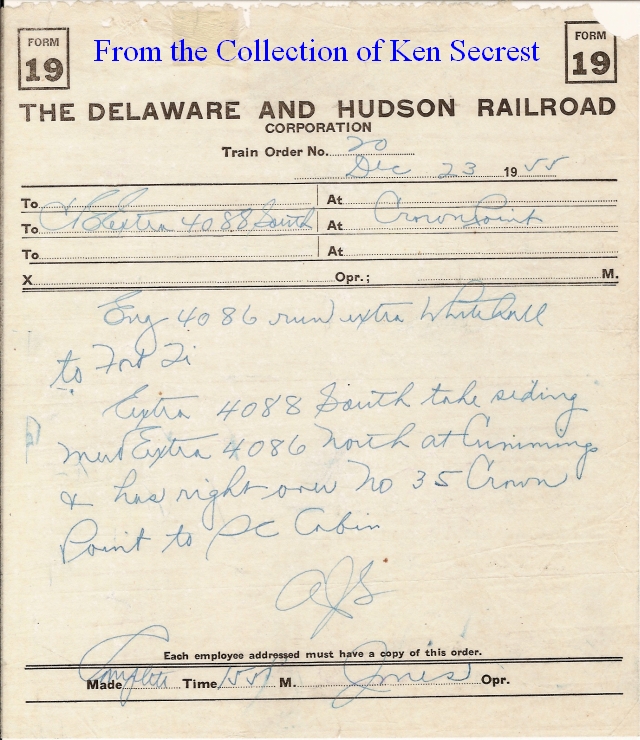 From the Collection of Ken Secrest
FORM 19
FORM 19
THE DELAWARE AND HUDSON RAILROAD
CORPORATION
Train Order No. 20
Dec 23 1955
To At
To C&E Extra 4088 South At Crown Point
To At
X Opr.; M.
Eng 4086 run extra Whitehall
to Fort Ti
Extra 4088 South take siding
meet Extra 4086 North at Cummings
& has right over No 35 Crown
Point to SC Cabin
AJS
Each employee addressed must have a copy of this order.
Made Complete Time M. Opr.